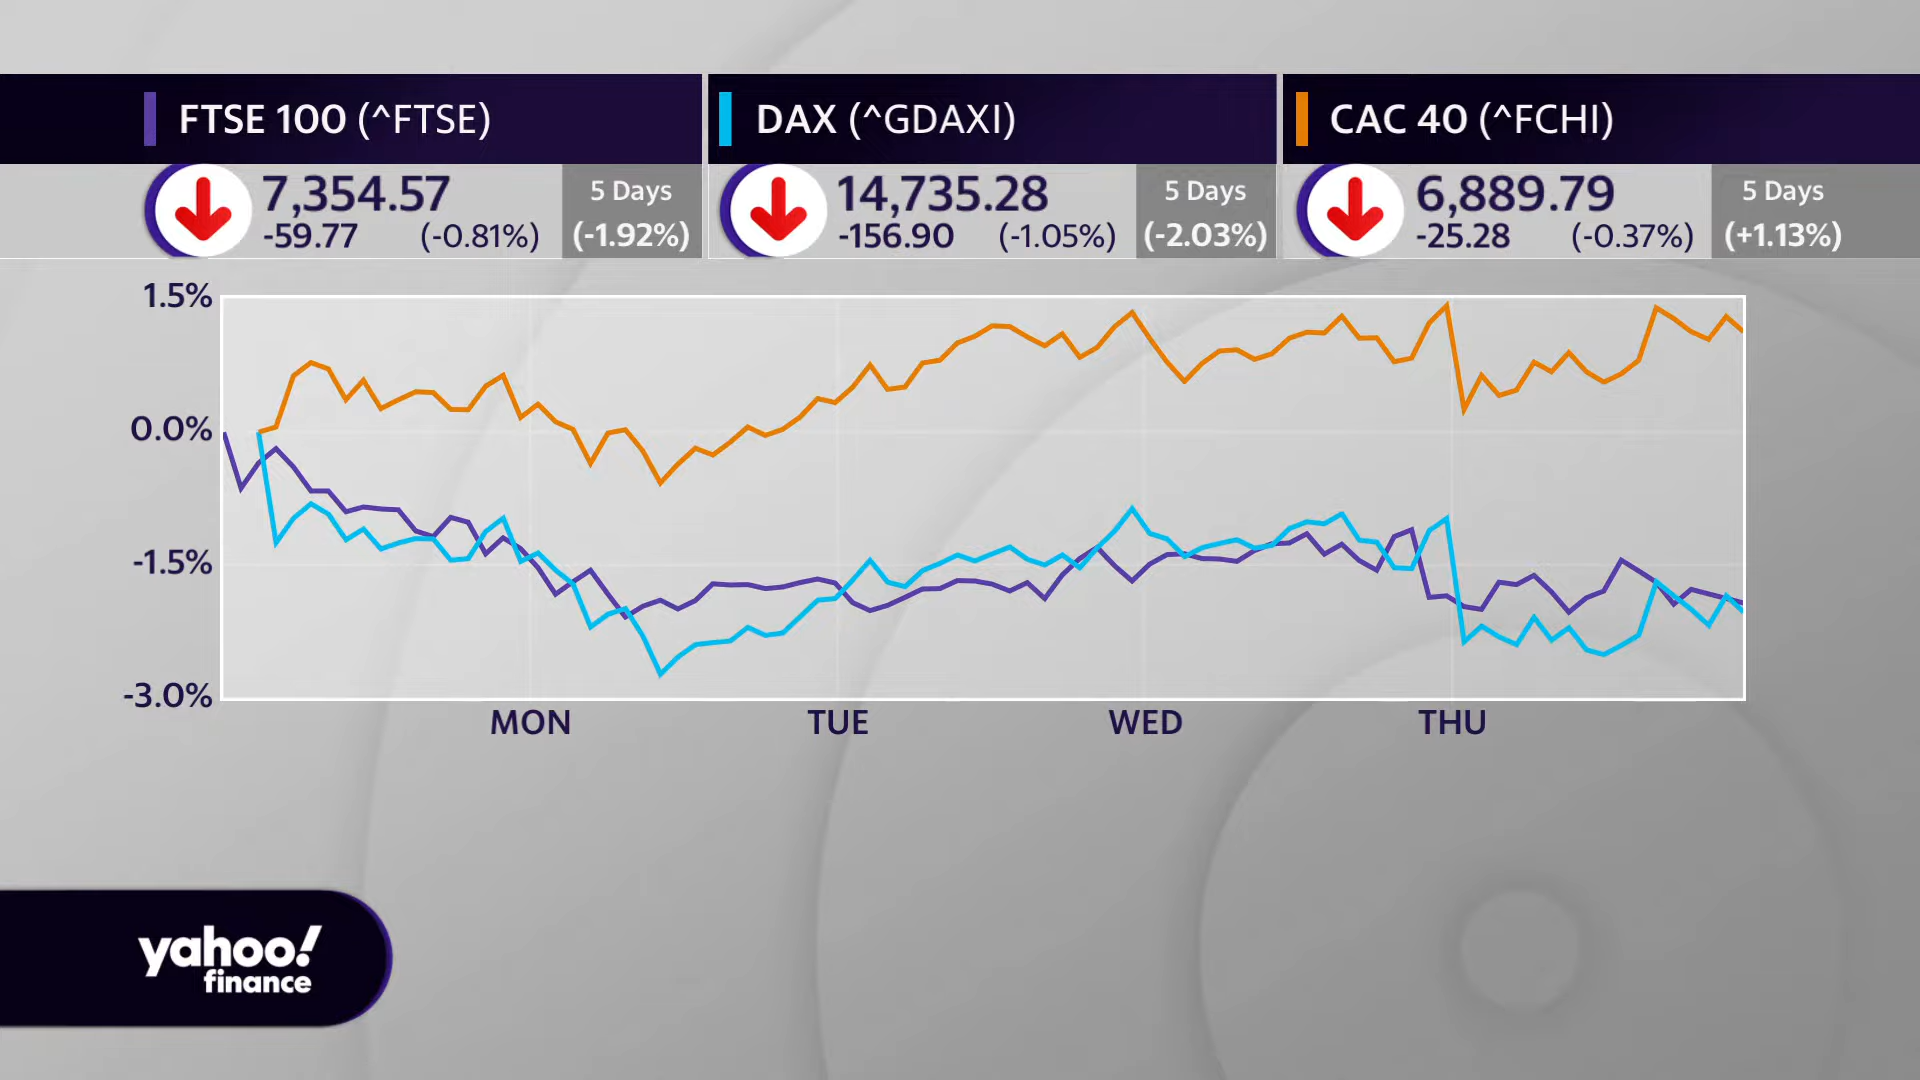 FTSE 100 (^FTSE)
7,354.57
-59.77 (-0.81%)
5 Days
(-1.92%)
DAX (^GDAXI)
14,735.28
-156.90 (-1.05%)
5 Days
(-2.03%)
CAC 40 (^FCHI)
6,889.79
-25.28 (-0.37%)
5 Days
(+1.13%)
1.5%
0.0%
-1.5%
-3.0%
MON TUE WED THU
yahoo!
finance